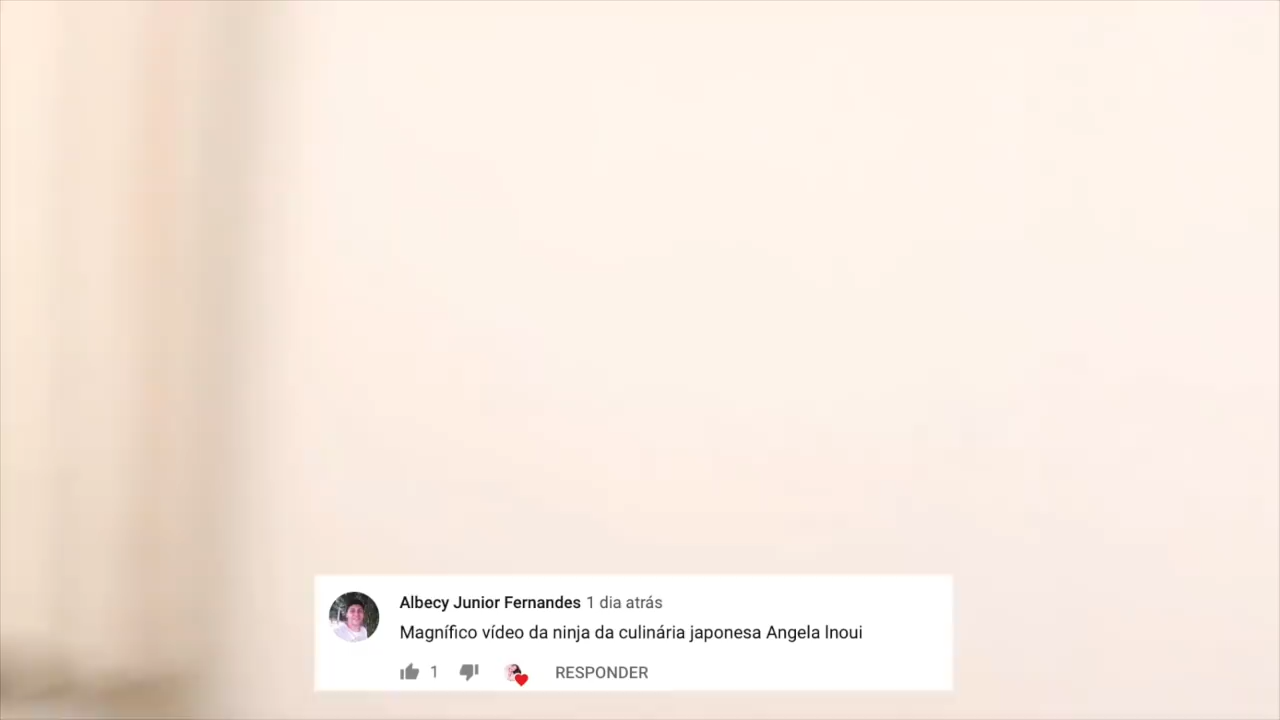 Albecy Junior Fernandes 1 dia atrás
Magnífico vídeo da ninja da culinária japonesa Angela Inoui
1 RESPONDER